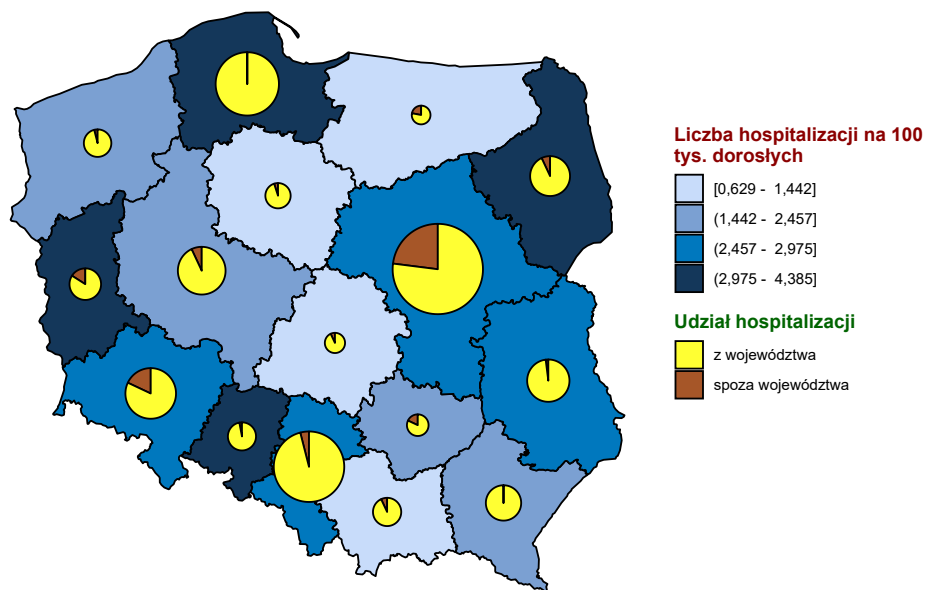 Liczba hospitalizacji na 100
tys. dorosłych
[0,629 - 1,442]
(1,442 - 2,457]
(2,457 - 2,975]
(2,975 - 4,385]
Udział hospitalizacji
z województwa
spoza województwa